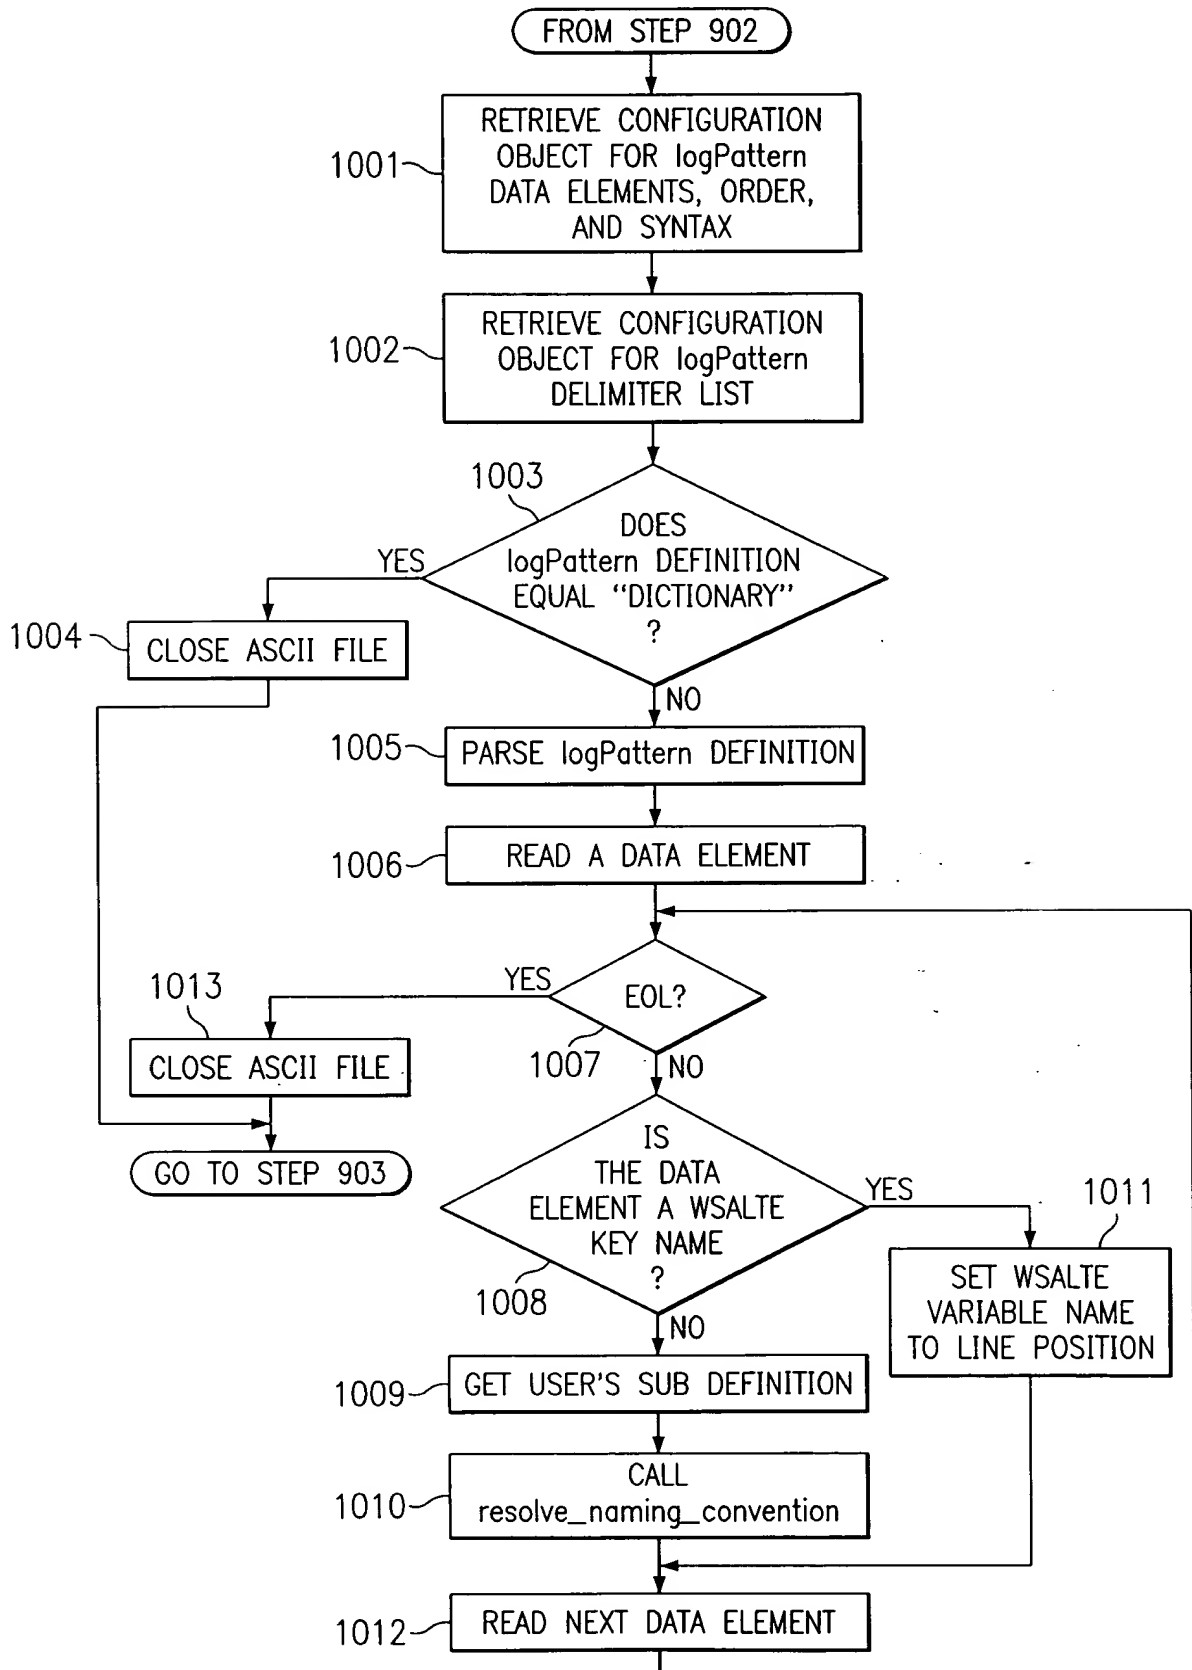 FROM STEP 902
RETRIEVE CONFIGURATION
OBJECT FOR logPattern
DATA ELEMENTS, ORDER,
AND SYNTAX
1001
RETRIEVE CONFIGURATION
OBJECT FOR logPattern
DELIMITER LIST
1002
1003
DOES
logPattern DEFINITION
EQUAL "DICTIONARY"
?
YES
1004
CLOSE ASCII FILE
NO
1005
PARSE logPattern DEFINITION
1006
READ A DATA ELEMENT
1013
YES
EOL?
1007
CLOSE ASCII FILE
NO
GO TO STEP 903
IS
THE DATA
ELEMENT A WSALTE
KEY NAME
?
YES
1008
1011
SET WSALTE
VARIABLE NAME
TO LINE POSITION
NO
1009
GET USER'S SUB DEFINITION
1010
CALL
resolve_naming_convention
1012
READ NEXT DATA ELEMENT